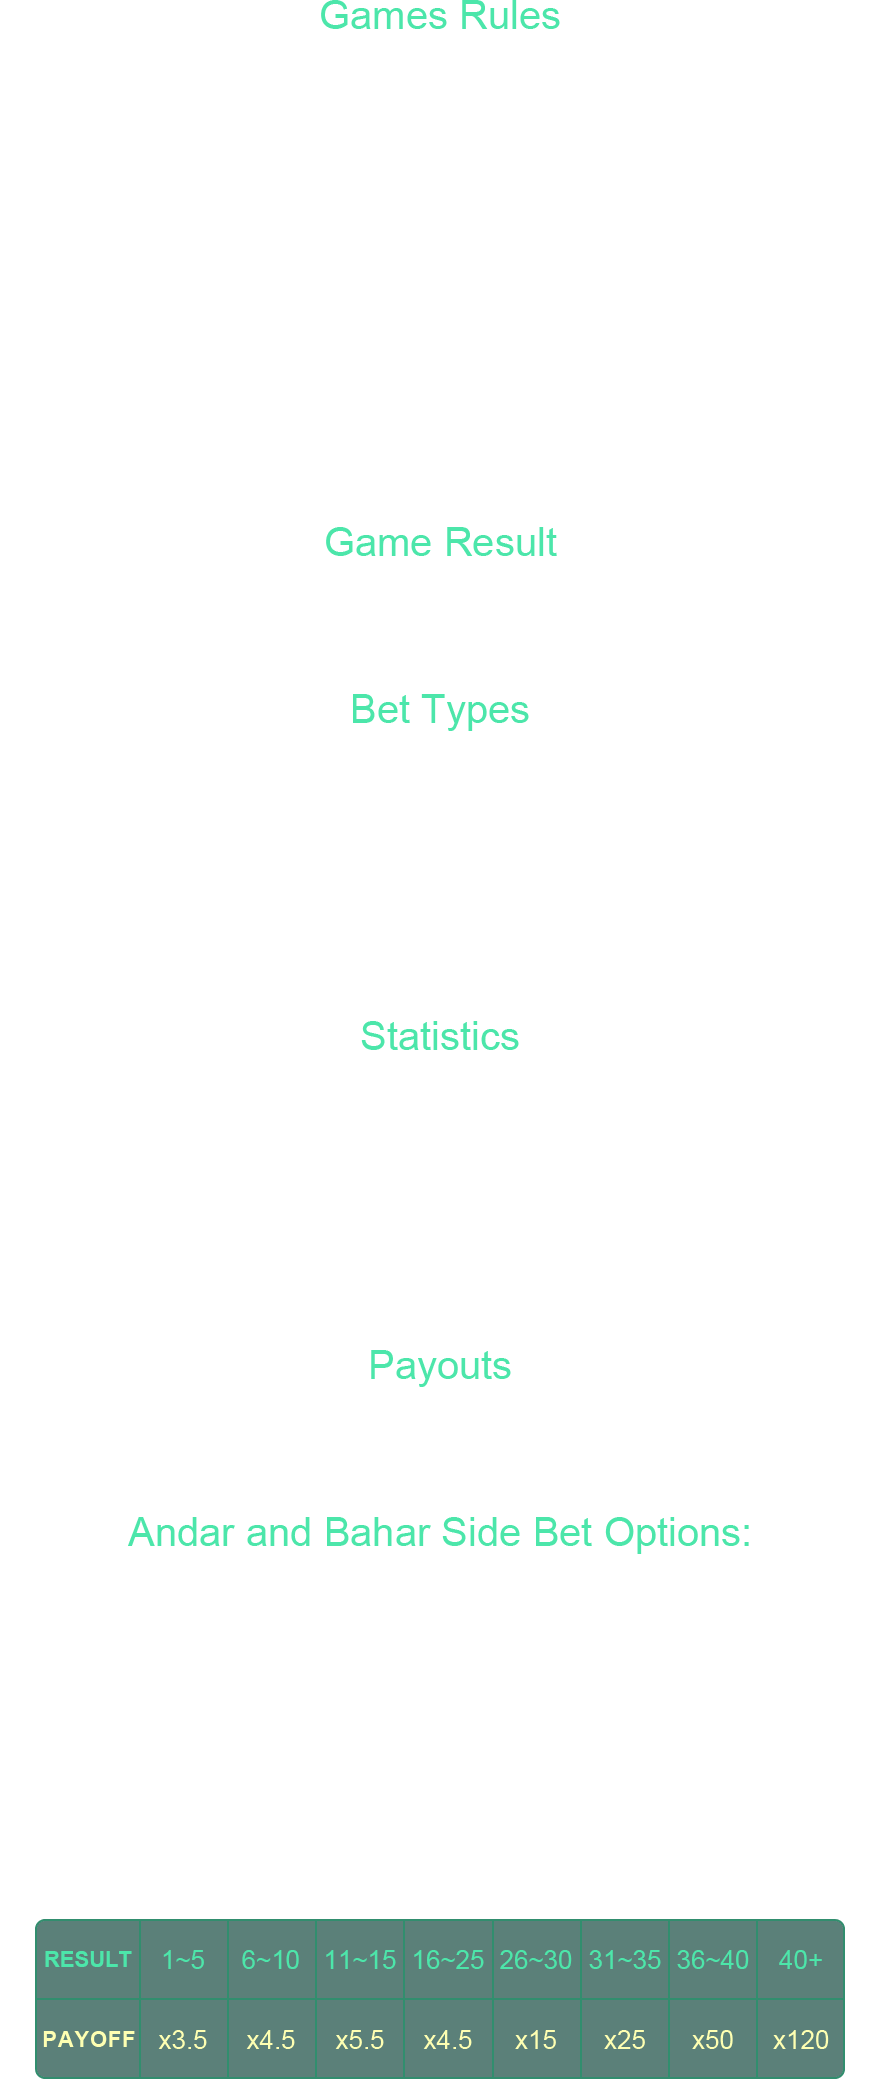 Games Rules
Game Result
Bet Types
Statistics
Payouts
Andar and Bahar Side Bet Options:
RESULT 1~5 6~10 11~15 16~25 26~30 31~35 36~40 40+
PAYOFF x3.5 x4.5 x5.5 x4.5 x15 x25 x50 x120